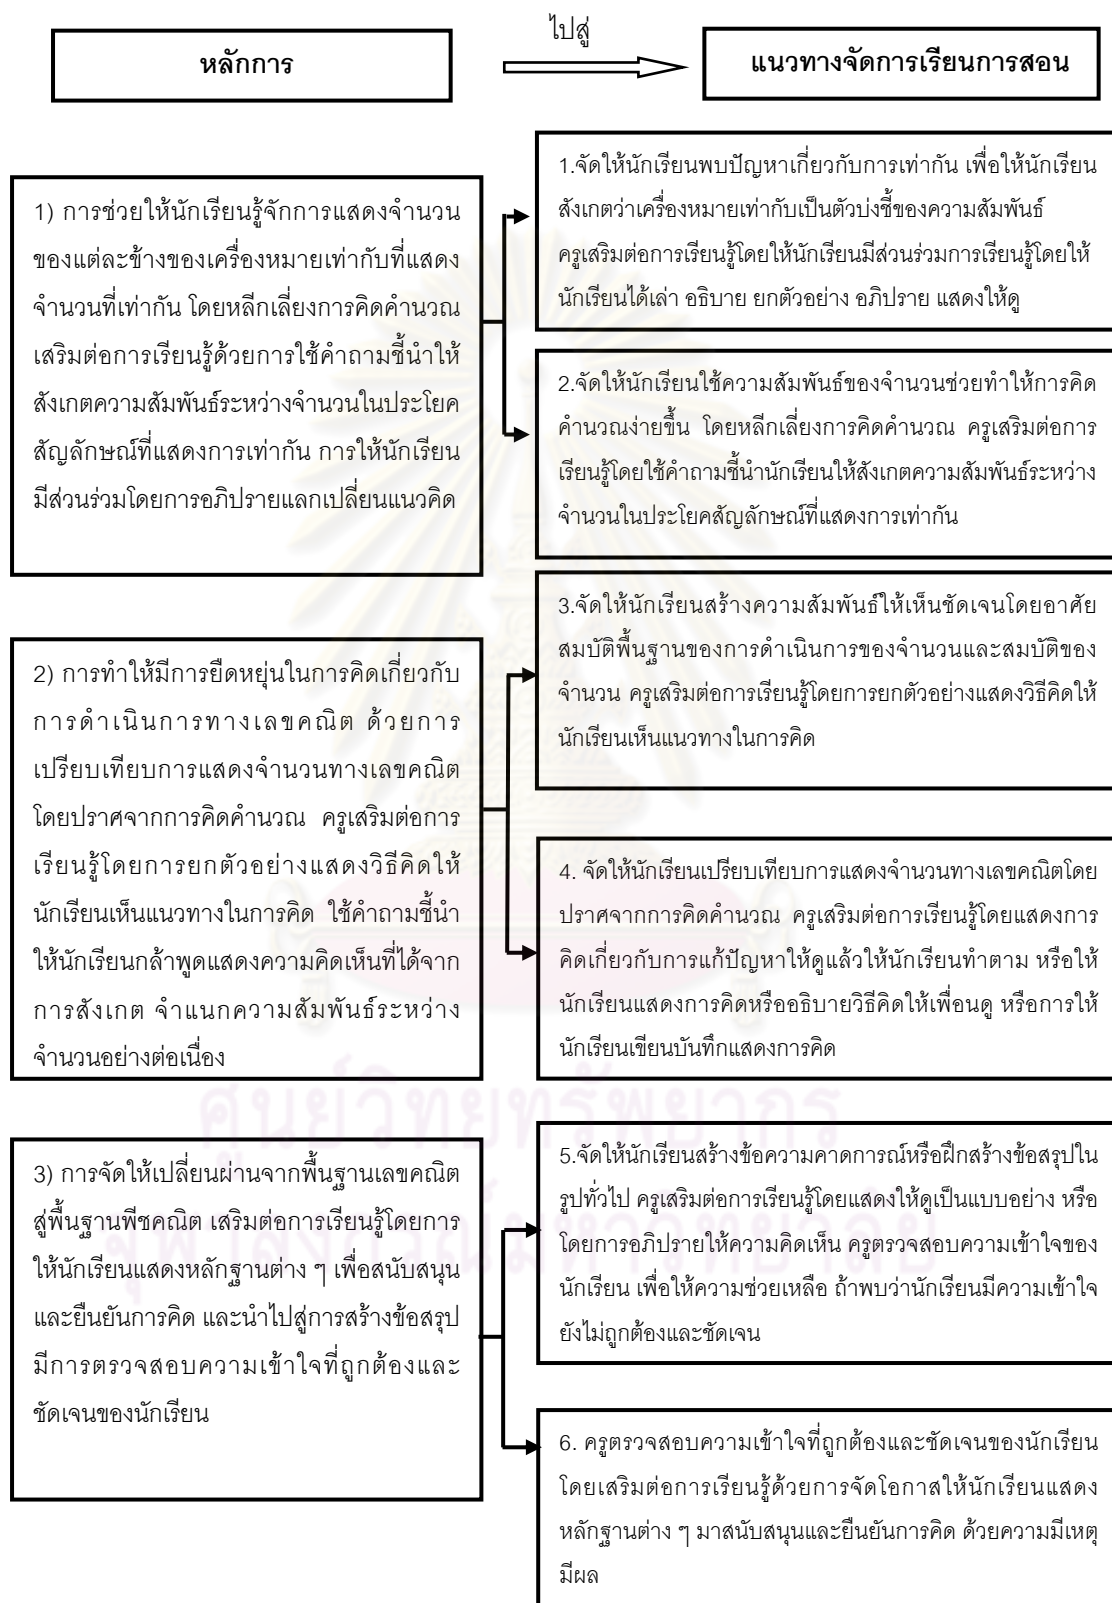 ไปสู่
หลักการ
แนวทางจัดการเรียนการสอน
1) การช่วยให้นักเรียนรู้จักการแสดงจำนวน
ของแต่ละข้างของเครื่องหมายเท่ากับที่แสดง
จำนวนที่เท่ากัน โดยหลีกเลี่ยงการคิดคำนวณ
เสริมต่อการเรียนรู้ด้วยการใช้คำถามชี้นำให้
สังเกตความสัมพันธ์ระหว่างจำนวนในประโยค
สัญลักษณ์ที่แสดงการเท่ากัน การให้นักเรียน
มีส่วนร่วมโดยการอภิปรายแลกเปลี่ยนแนวคิด
1.จัดให้นักเรียนพบปัญหาเกี่ยวกับการเท่ากัน เพื่อให้นักเรียน
สังเกตว่าเครื่องหมายเท่ากับเป็นตัวบ่งชี้ของความสัมพันธ์
ครูเสริมต่อการเรียนรู้โดยให้นักเรียนมีส่วนร่วมการเรียนรู้โดยให้
นักเรียนได้เล่า อธิบาย ยกตัวอย่าง อภิปราย แสดงให้ดู
2.จัดให้นักเรียนใช้ความสัมพันธ์ของจำนวนช่วยทำให้การคิด
คำนวณง่ายขึ้น โดยหลีกเลี่ยงการคิดคำนวณ ครูเสริมต่อการ
เรียนรู้โดยใช้คำถามชี้นำนักเรียนให้สังเกตความสัมพันธ์ระหว่าง
จำนวนในประโยคสัญลักษณ์ที่แสดงการเท่ากัน
2) การทำให้มีการยืดหยุ่นในการคิดเกี่ยวกับ
การดำเนินการทางเลขคณิต ด้วยการ
เปรียบเทียบการแสดงจำนวนทางเลขคณิต
โดยปราศจากการคิดคำนวณ ครูเสริมต่อการ
เรียนรู้โดยการยกตัวอย่างแสดงวิธีคิดให้
นักเรียนเห็นแนวทางในการคิด ใช้คำถามชี้นำ
ให้นักเรียนกล้าพูดแสดงความคิดเห็นที่ได้จาก
การสังเกต จำแนกความสัมพันธ์ระหว่าง
จำนวนอย่างต่อเนื่อง
3.จัดให้นักเรียนสร้างความสัมพันธ์ให้เห็นชัดเจนโดยอาศัย
สมบัติพื้นฐานของการดำเนินการของจำนวนและสมบัติของ
จำนวน ครูเสริมต่อการเรียนรู้โดยการยกตัวอย่างแสดงวิธีคิดให้
นักเรียนเห็นแนวทางในการคิด
4. จัดให้นักเรียนเปรียบเทียบการแสดงจำนวนทางเลขคณิตโดย
ปราศจากการคิดคำนวณ ครูเสริมต่อการเรียนรู้โดยแสดงการ
คิดเกี่ยวกับการแก้ปัญหาให้ดูแล้วให้นักเรียนทำตาม หรือให้
นักเรียนแสดงการคิดหรืออธิบายวิธีคิดให้เพื่อนดู หรือการให้
นักเรียนเขียนบันทึกแสดงการคิด
ศูนย์วิทยทรัพยากร
จุฬาลงกรณ์มหาวิทยาลัย
3) การจัดให้เปลี่ยนผ่านจากพื้นฐานเลขคณิต
สู่พื้นฐานพีชคณิต เสริมต่อการเรียนรู้โดยการ
ให้นักเรียนแสดงหลักฐานต่าง ๆ เพื่อสนับสนุน
และยืนยันการคิด และนำไปสู่การสร้างข้อสรุป
มีการตรวจสอบความเข้าใจที่ถูกต้องและ
ชัดเจนของนักเรียน
5.จัดให้นักเรียนสร้างข้อความคาดการณ์หรือฝึกสร้างข้อสรุปใน
รูปทั่วไป ครูเสริมต่อการเรียนรู้โดยแสดงให้ดูเป็นแบบอย่าง หรือ
โดยการอภิปรายให้ความคิดเห็น ครูตรวจสอบความเข้าใจของ
นักเรียน เพื่อให้ความช่วยเหลือ ถ้าพบว่านักเรียนมีความเข้าใจ
ยังไม่ถูกต้องและชัดเจน
6. ครูตรวจสอบความเข้าใจที่ถูกต้องและชัดเจนของนักเรียน
โดยเสริมต่อการเรียนรู้ด้วยการจัดโอกาสให้นักเรียนแสดง
หลักฐานต่าง ๆ มาสนับสนุนและยืนยันการคิด ด้วยความมีเหตุ
มีผล